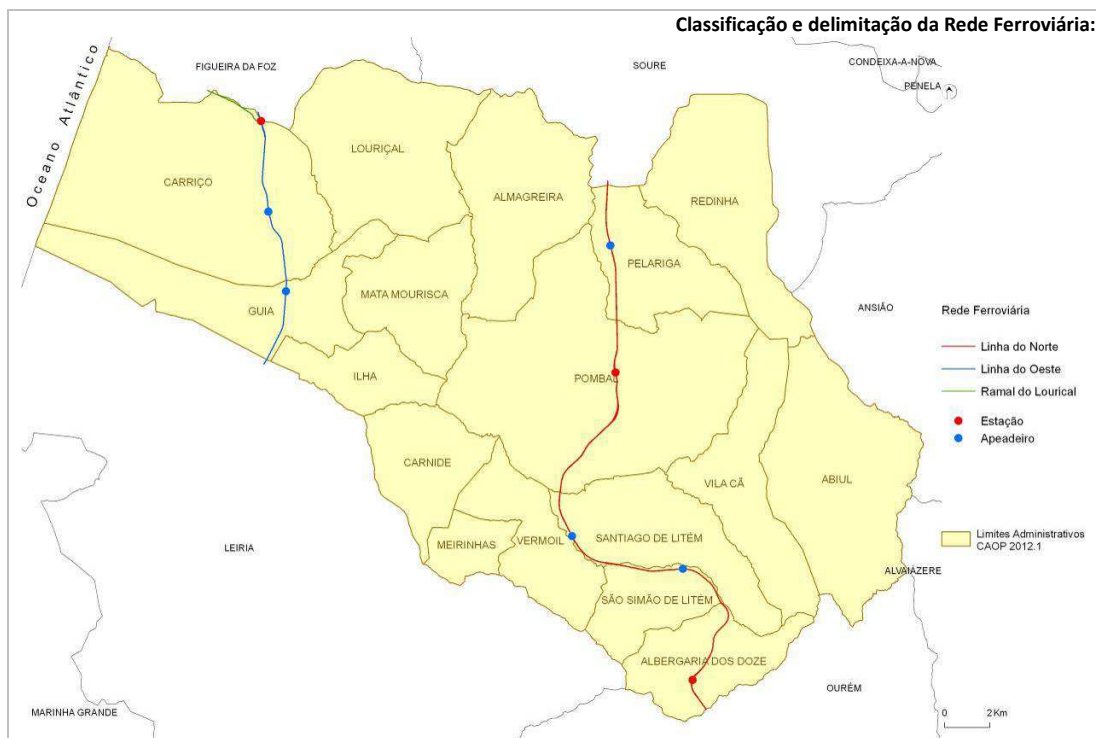 Classificação e delimitação da Rede Ferroviária:
FIGUEIRA DA FOZ
SOURE
CONDEIXA-A-NOVA
PENELA
Oceano Atlântico
LOURIÇAL
CARRIÇO
ALMAGREIRA
REDINHA
PELARIGA
MATA MOURISCA
GUIA
ANSIÃO
Rede Ferroviária
Linha do Norte
Linha do Oeste
Ramal do Lourical
Estação
Apeadeiro
ILHA
POMBAL
CARNIDE
VILA CÃ
ABIUL
LEIRIA
MEIRINHAS
VERMOIL
SANTIAGO DE LITÉM
Limites Administrativos
CAOP 2012.1
ALVAIÁZERE
SÃO SIMÃO DE LITÉM
ALBERGARIA DOS DOZE
OURÉM
MARINHA GRANDE
0 2 Km